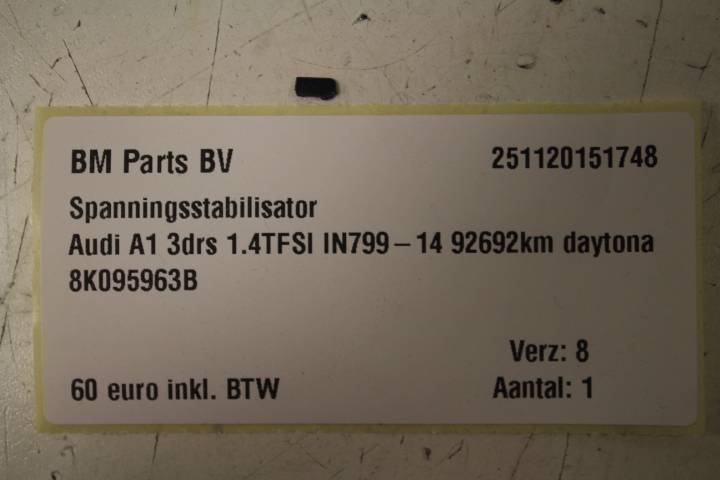 BM Parts BV 251120151748
Spanningsstabilisator
Audi A1 3drs 1.4TFSI IN799-14 92692km daytona
8K095963B
Verz: 8
60 euro inkl. BTW Aantal: 1